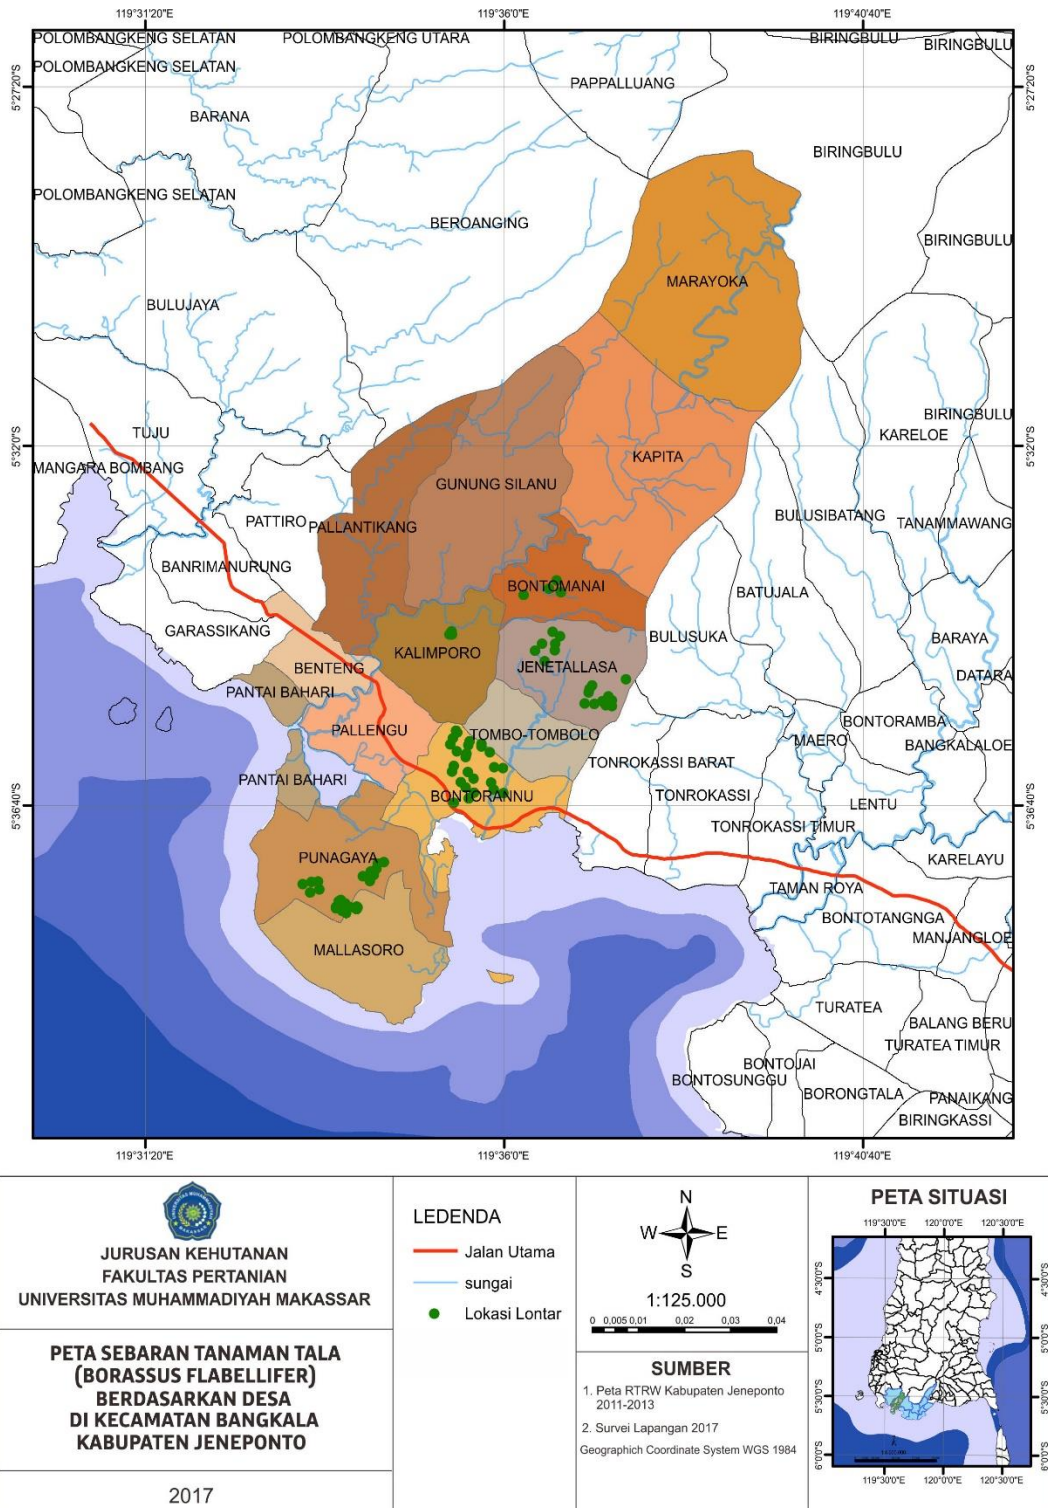 119°31'20"E 119°36'0"E 119°40'40"E
POLOMBANGKENG SELATAN POLOMBANGKENG UTARA BIRINGBULU
BIRINGBULU
POLOMBANGKENG SELATAN
PAPPALLUANG
5°27'20"S 5°27'20"S
BARANA
BIRINGBULU
POLOMBANGKENG SELATAN
BEROANGING
BIRINGBULU
MARAYOKA
BULUJAYA
BIRINGBULU
TUJU KARELOE
5°32'0"S 5°32'0"S
MANGARA BOMBANG KAPITA
GUNUNG SILANU
PATTIRO PALLANTIKANG BULUSIBATANG TANAMMAWANG
BANRIMANURUNG
BONTOMANAI BATUJALA
GARASSIKANG BULUSUKA BARAYA
KALIMPORO
BENTENG JENETALLASA
DATARA
PANTAI BAHARI
BONTORAMBA
PALLENGU TOMBO-TOMBOLO MAERO
BANGKALALOE
TONROKASSI BARAT
PANTAI BAHARI
BONTORANNU TONROKASSI
LENTU
5°36'40"S 5°36'40"S
TONROKASSI TIMUR
PUNAGAYA KARELAYU
TAMAN ROYA
BONTOTANGNGA
MANJANGLOE
MALLASORO
TURATEA
BALANG BERU
TURATEA TIMUR
BONTOJAI
BONTOSUNGGU
BORONGTALA PANAIKANG
BIRINGKASSI
119°31'20"E 119°36'0"E 119°40'40"E
UNIVERSITAS MUHAMMADIYAH MAKASSAR
JURUSAN KEHUTANAN
FAKULTAS PERTANIAN
UNIVERSITAS MUHAMMADIYAH MAKASSAR
PETA SEBARAN TANAMAN TALA
(BORASSUS FLABELLIFER)
BERDASARKAN DESA
DI KECAMATAN BANGKALA
KABUPATEN JENEPONTO
2017
LEDENDA
Jalan Utama
sungai
Lokasi Lontar
N
W E
S
1:125.000
0 0,005 0,01 0,02 0,03 0,04
SUMBER
1. Peta RTRW Kabupaten Jeneponto
2011-2013
2. Survei Lapangan 2017
Geographich Coordinate System WGS 1984
PETA SITUASI
119°30'0"E 120°0'0"E 120°30'0"E
4°30'0"S 4°30'0"S
5°0'0"S 5°0'0"S
5°30'0"S 5°30'0"S
6°0'0"S 6°0'0"S
119°30'0"E 120°0'0"E 120°30'0"E